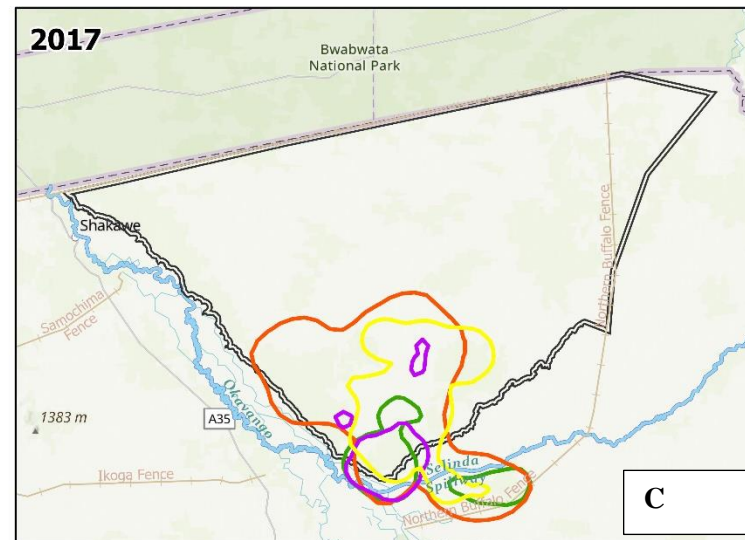 2017
Bwabwata
National Park
Shakawe
Samochima
Fence
Northern Buffalo Fence
Okavango
1383 m
A35
Selinda
Spillway
Ikoga Fence
Northern Buffalo Fence
C